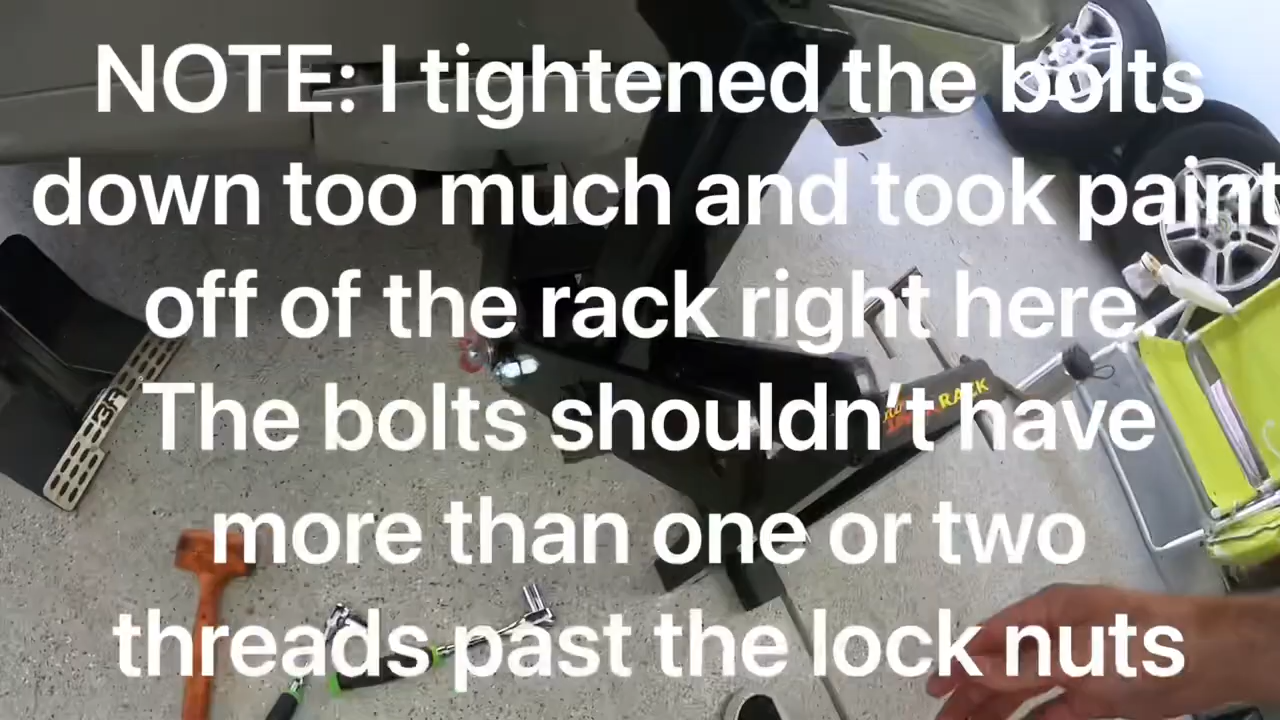 NOTE: I tightened the bolts
down too much and took paint
off of the rack right here.
The bolts shouldn’t have
more than one or two
threads past the lock nuts
RACK